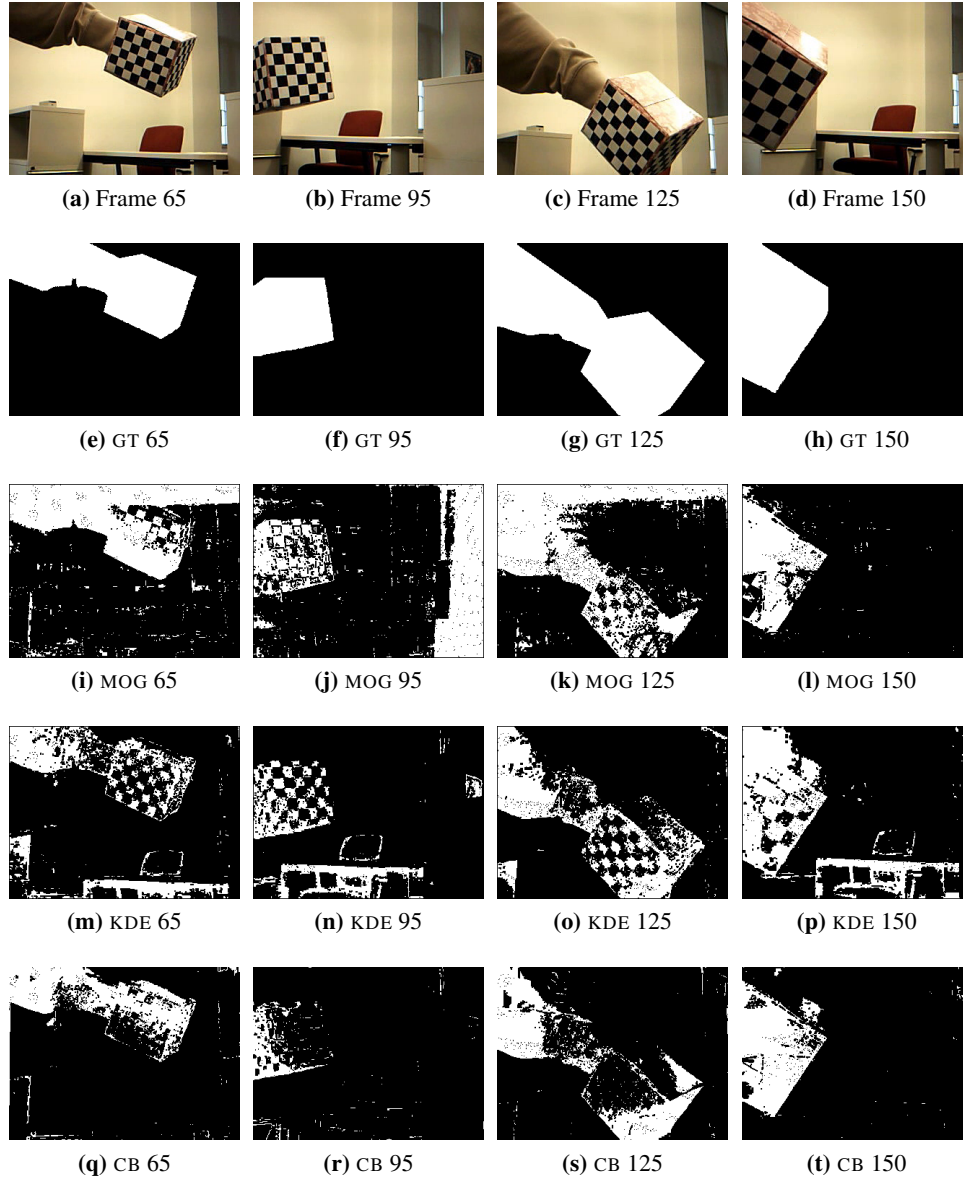 (a) Frame 65
(b) Frame 95
(c) Frame 125
(d) Frame 150
(e) GT 65
(f) GT 95
(g) GT 125
(h) GT 150
(i) MOG 65
(j) MOG 95
(k) MOG 125
(l) MOG 150
(m) KDE 65
(n) KDE 95
(o) KDE 125
(p) KDE 150
(q) CB 65
(r) CB 95
(s) CB 125
(t) CB 150